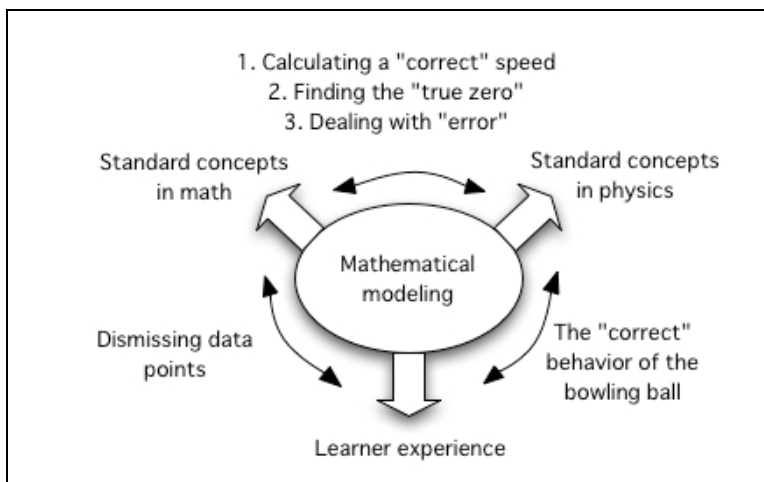 1. Calculating a "correct" speed
2. Finding the "true zero"
3. Dealing with "error"
Standard concepts
in math
Standard concepts
in physics
Mathematical
modeling
Dismissing data
points
The "correct"
behavior of the
bowling ball
Learner experience